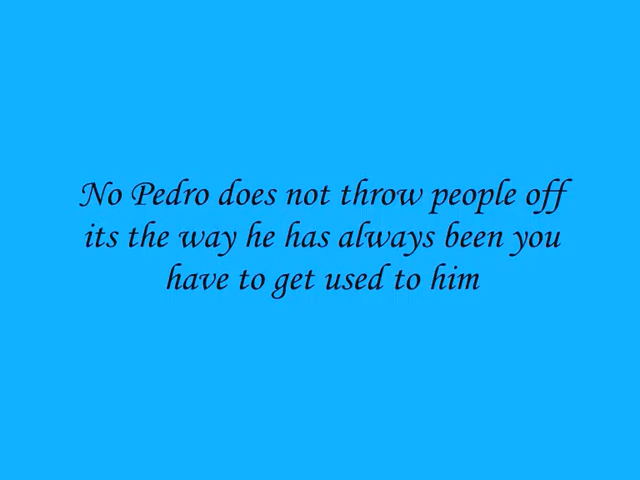 No Pedro does not throw people off
its the way he has always been you
have to get used to him